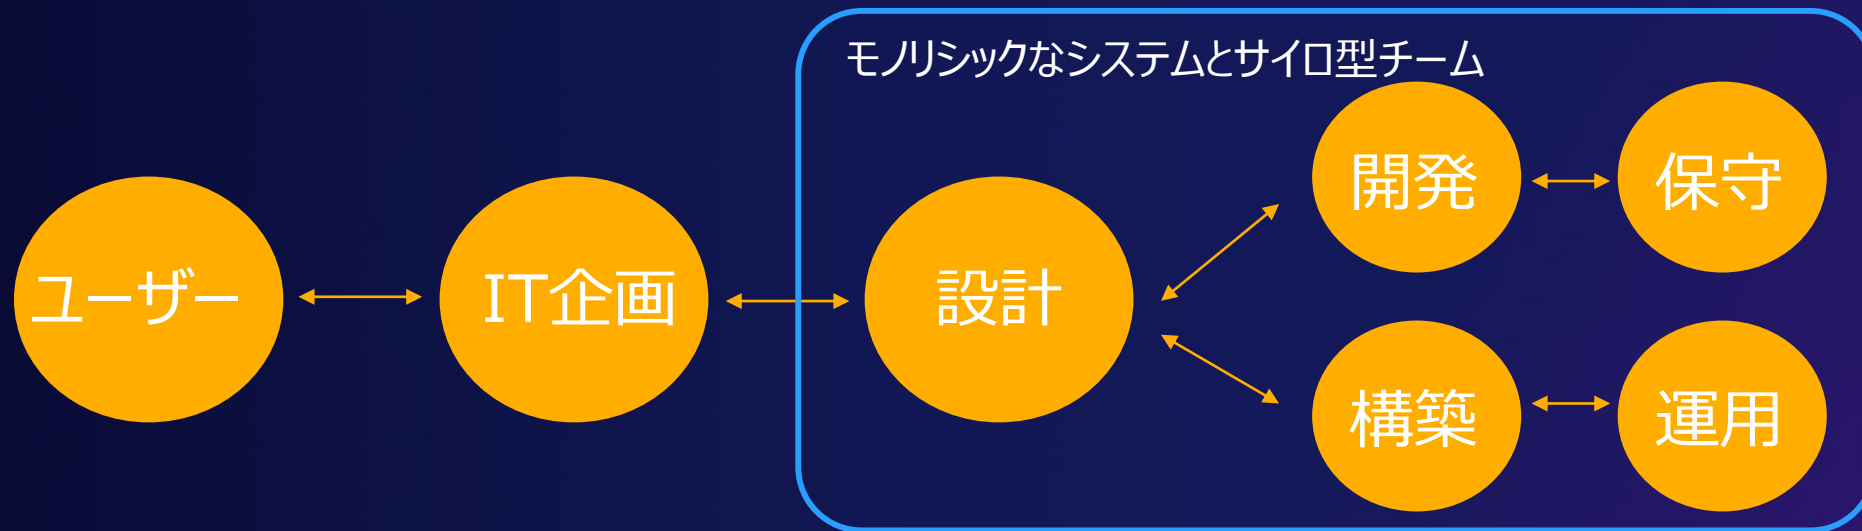 モノリシックなシステムとサイロ型チーム
ユーザー
IT企画
設計
開発
保守
構築
運用